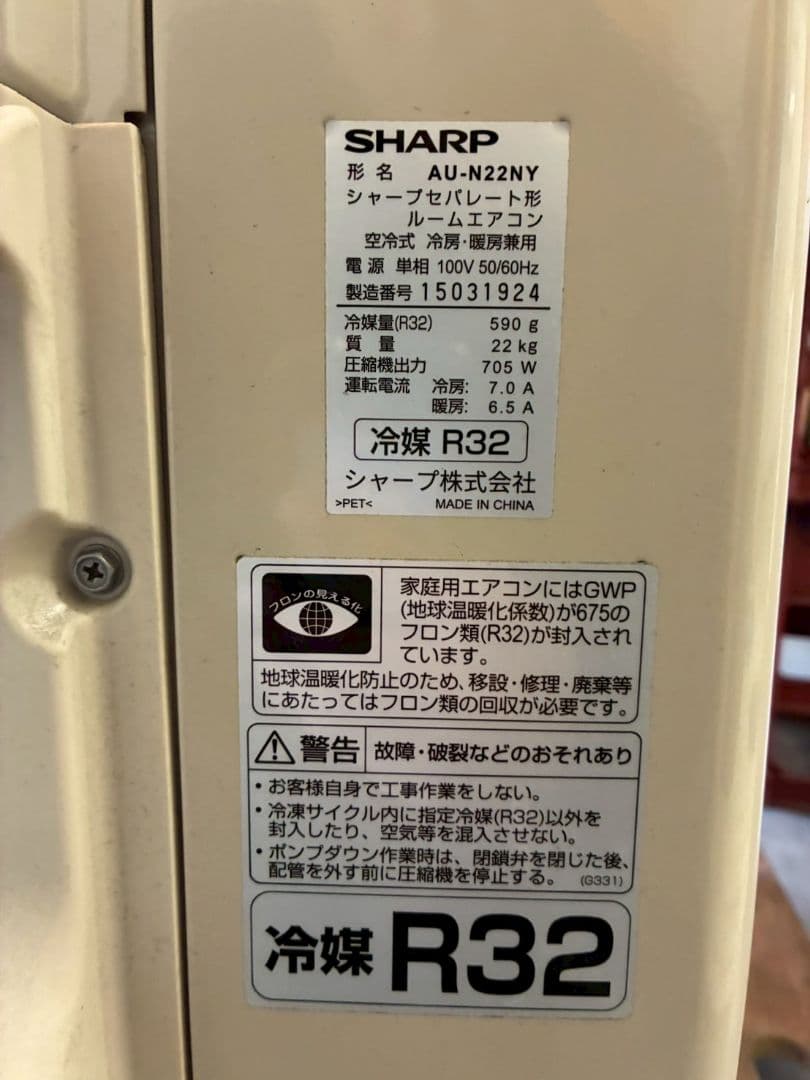 SHARP
形名 AU-N22NY
シャープセパレート形
ルームエアコン
空冷式 冷房・暖房兼用
電源 単相 100V 50/60Hz
製造番号 15031924
冷媒量(R32) 590 g
質量 22 kg
圧縮機出力 705 W
運転電流 冷房: 7.0 A
暖房: 6.5 A
冷媒 R32
シャープ株式会社
>PET< MADE IN CHINA
フロンの見える化
家庭用エアコンにはGWP
(地球温暖化係数)が675の
フロン類(R32)が封入され
ています。
地球温暖化防止のため、移設・修理・廃棄等
にあたってはフロン類の回収が必要です。
警告 故障・破裂などのおそれあり
・お客様自身で工事作業をしない。
・冷凍サイクル内に指定冷媒(R32)以外を
封入したり、空気等を混入させない。
・ポンプダウン作業時は、閉鎖弁を閉じた後、
配管を外す前に圧縮機を停止する。 (G331)
冷媒 R32